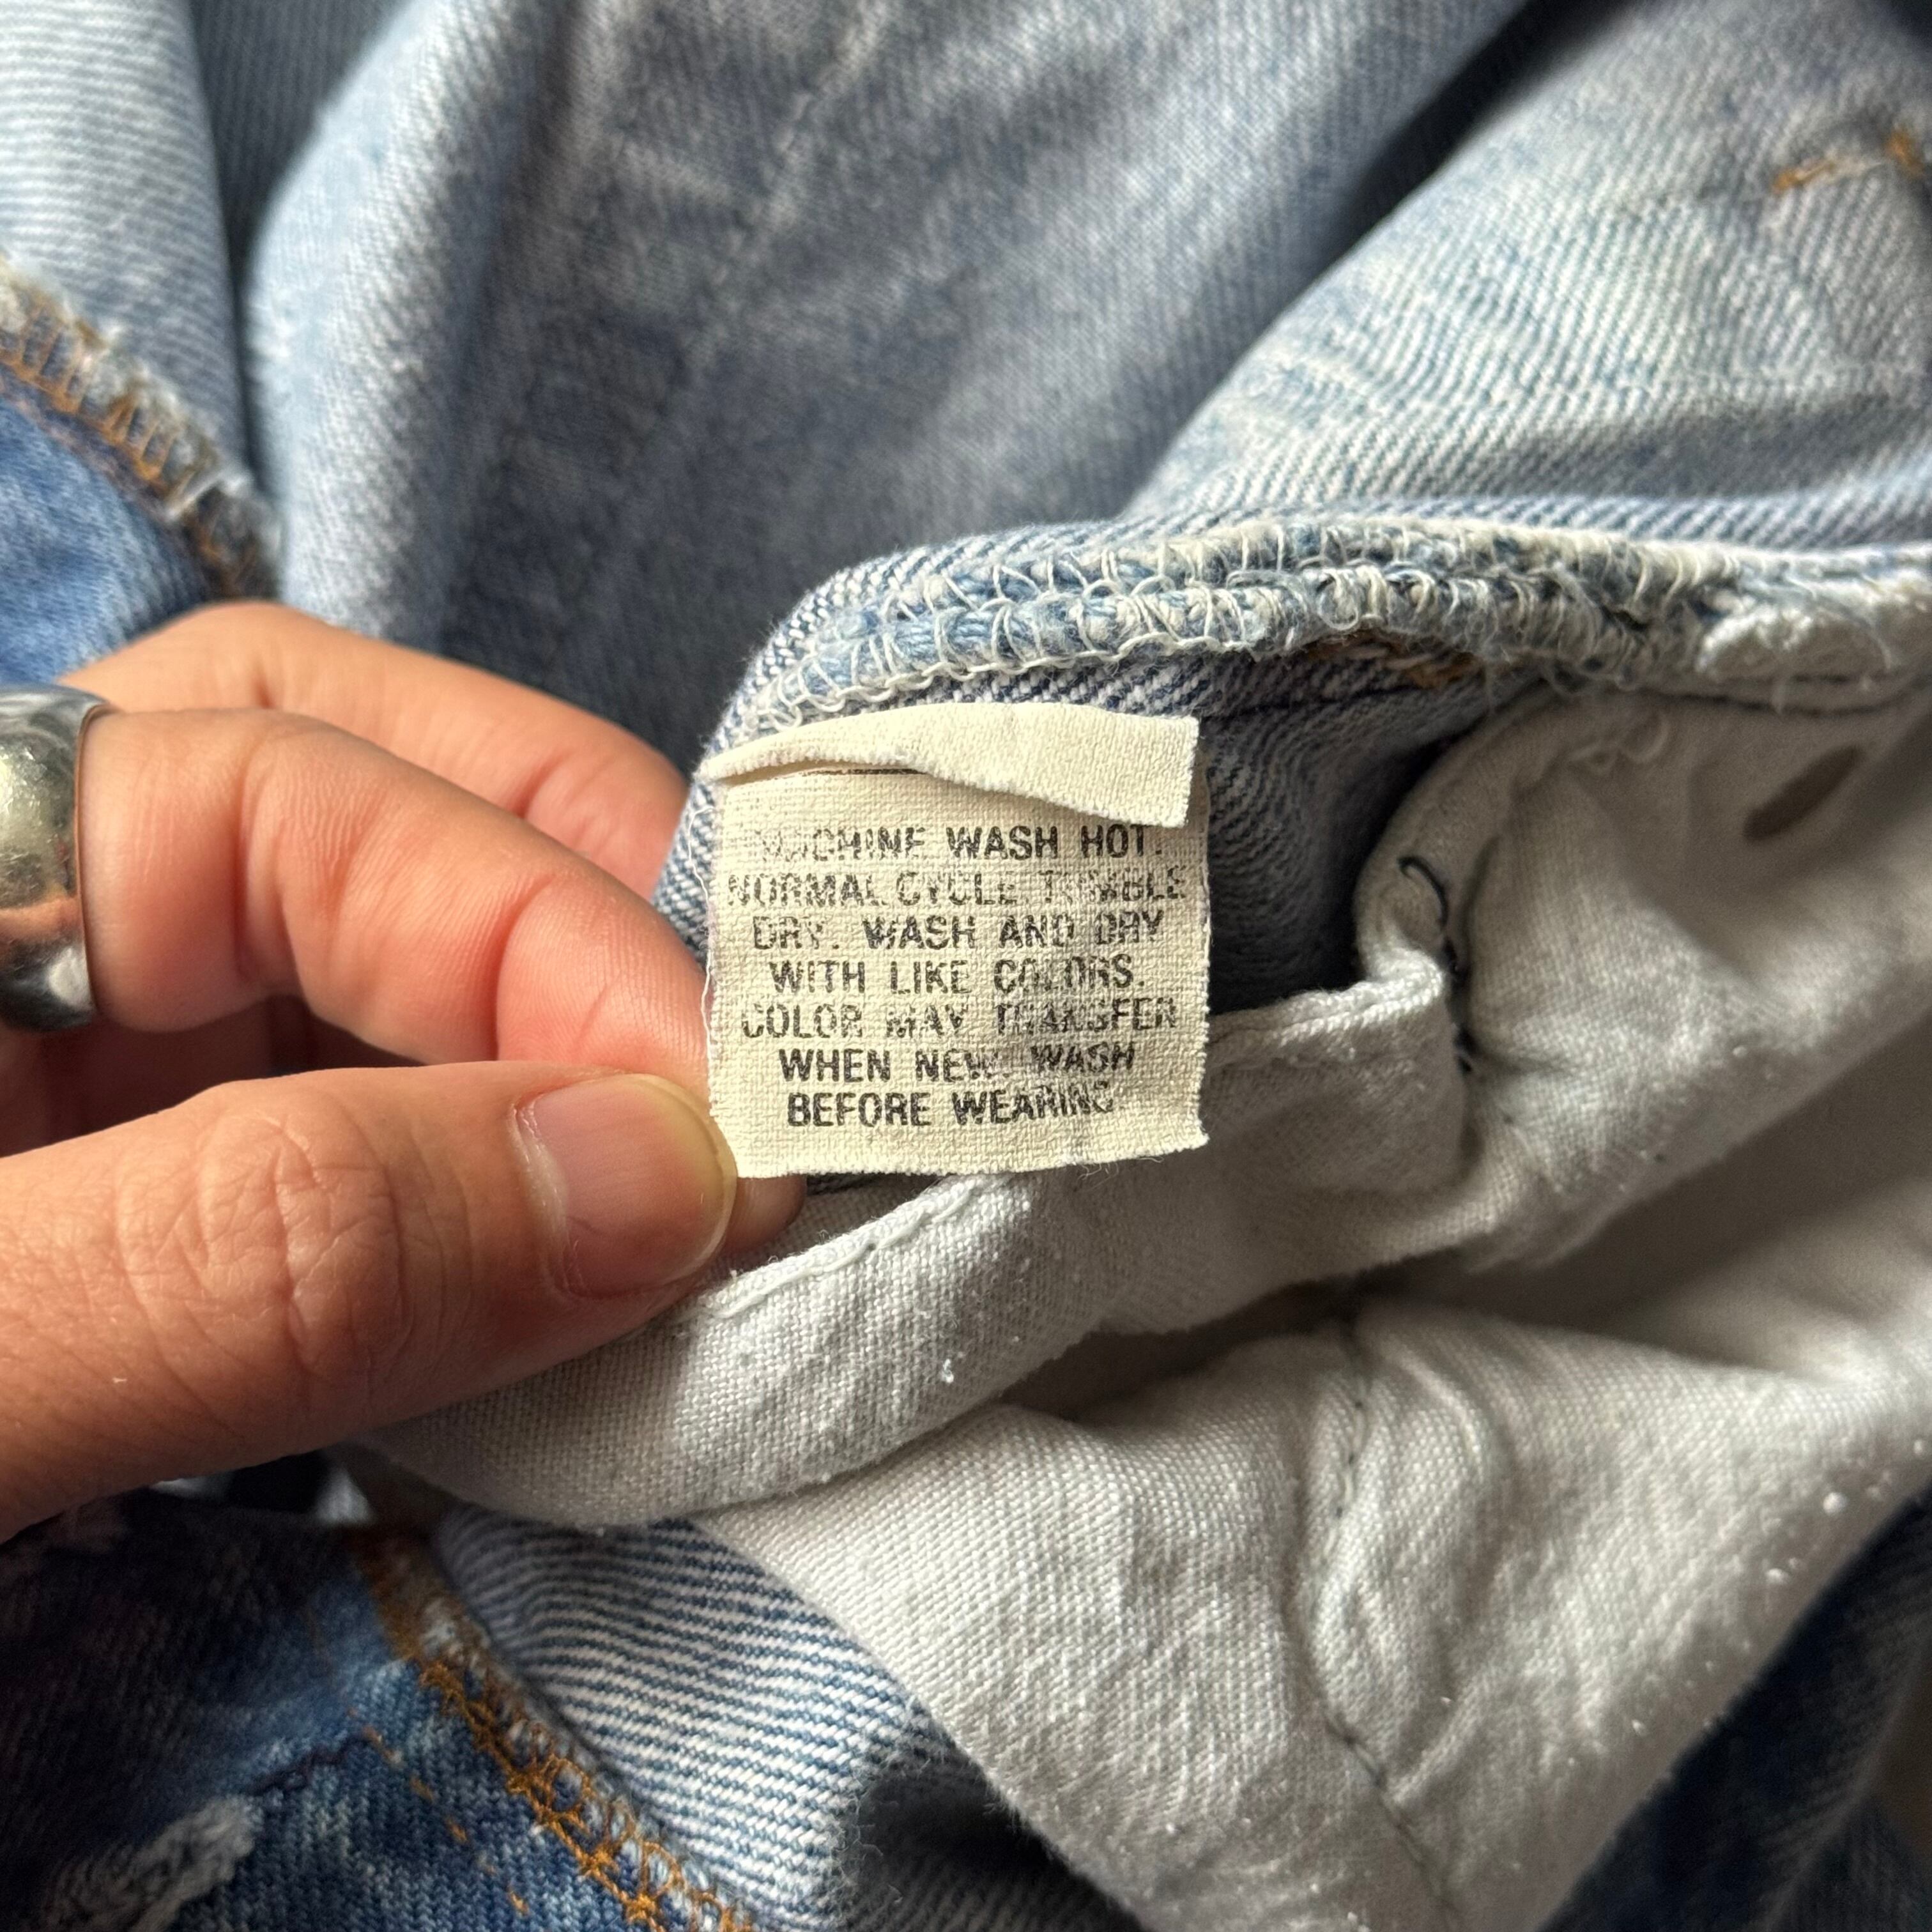 MACHINE WASH HOT.
NORMAL CYCLE. TUMBLE
DRY. WASH AND DRY
WITH LIKE COLORS.
COLOR MAY TRANSFER
WHEN NEW. WASH
BEFORE WEARING.